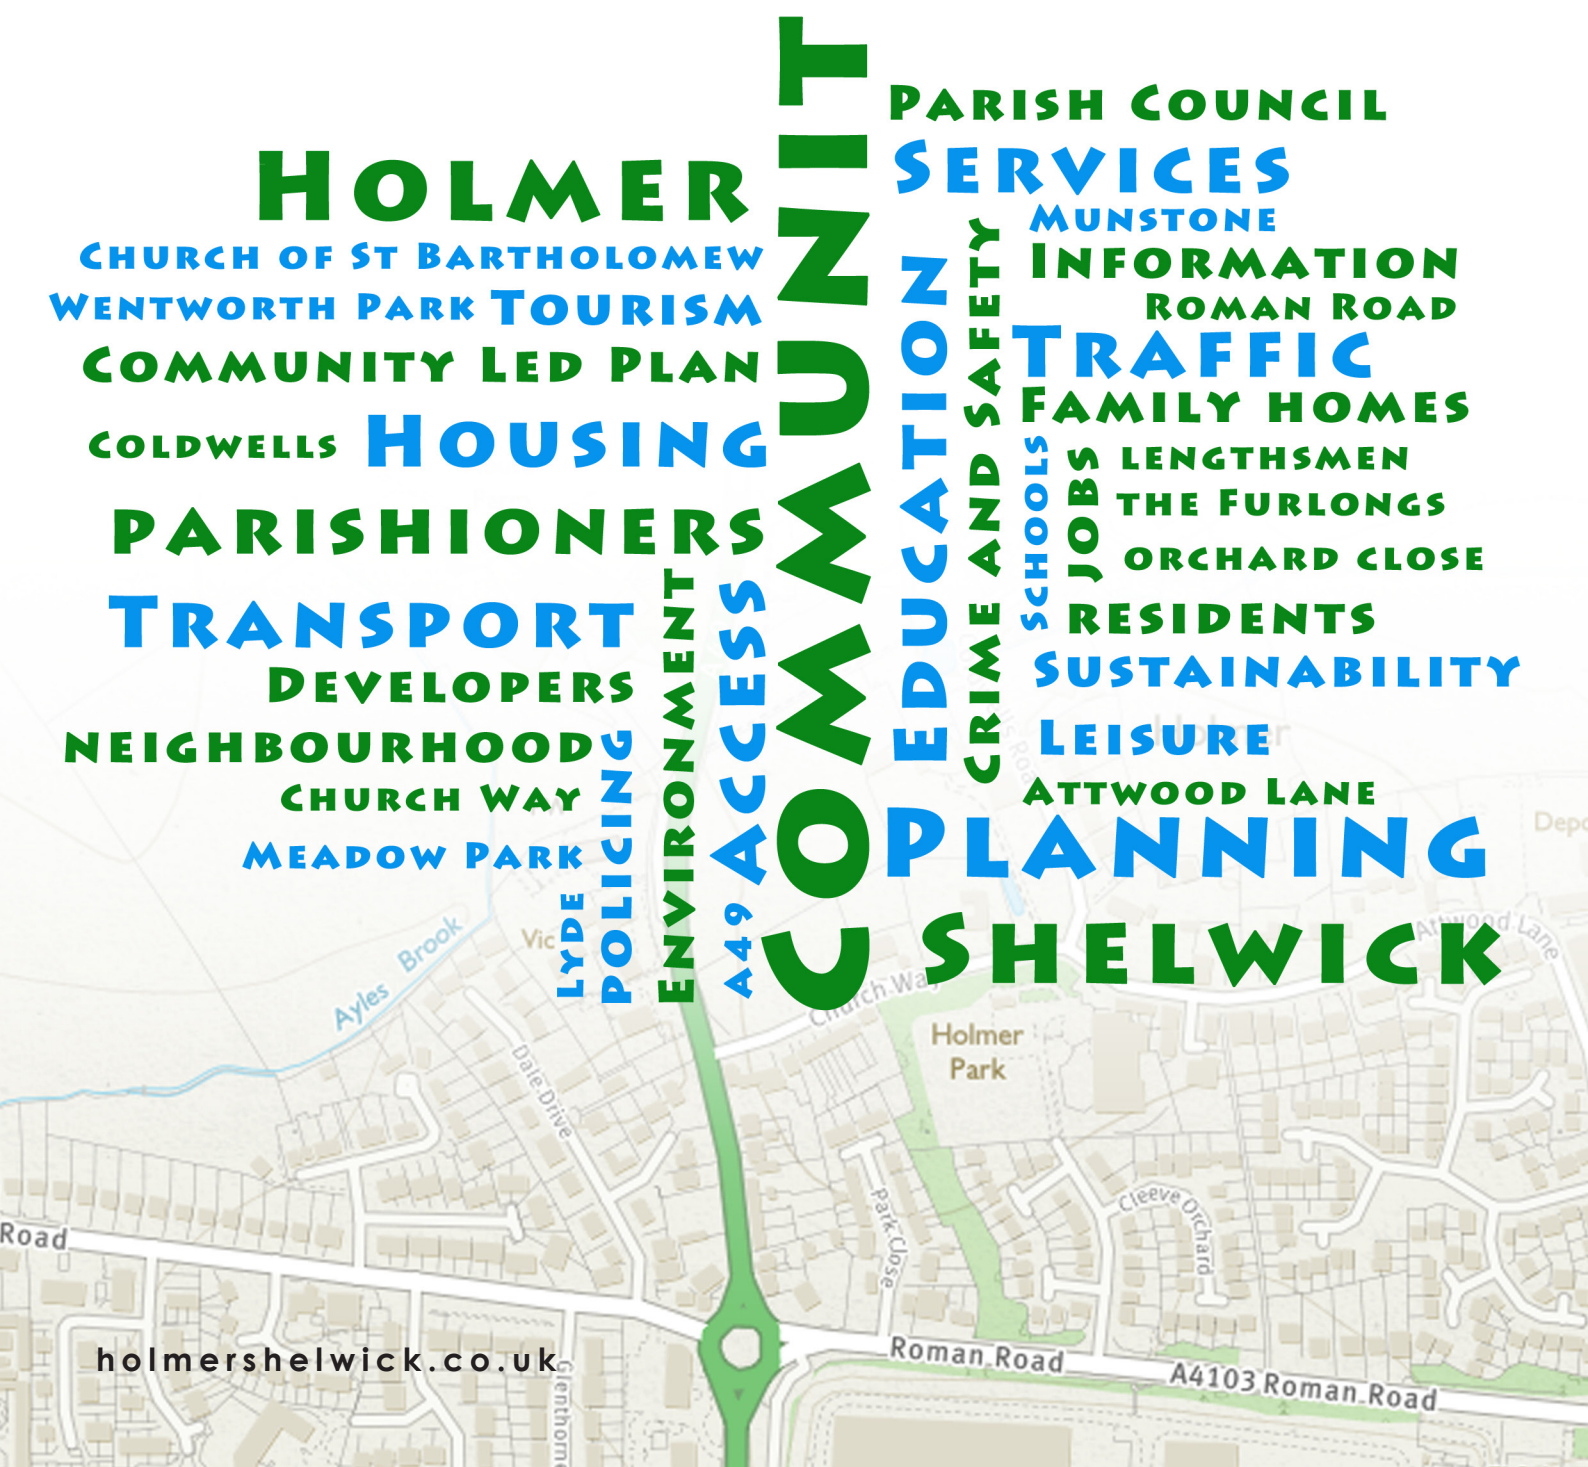 COMMUNIT
PARISH COUNCIL
HOLMER
SERVICES
MUNSTONE
CHURCH OF ST BARTHOLOMEW
INFORMATION
WENTWORTH PARK TOURISM
ROMAN ROAD
COMMUNITY LED PLAN
TRAFFIC
FAMILY HOMES
COLDWELLS HOUSING
EDUCATION
CRIME AND SAFETY
SCHOOLS
JOBS
LENGTHSMEN
THE FURLONGS
PARISHIONERS
ORCHARD CLOSE
TRANSPORT
RESIDENTS
DEVELOPERS
SUSTAINABILITY
NEIGHBOURHOOD
LEISURE
Holmer
CHURCH WAY
ATTWOOD LANE
MEADOW PARK
PLANNING
LYDE
POLICING
ENVIRONMENT
A49 ACCESS
SHELWICK
Depo
Vic
Ayles Brook
Attwood Lane
Church Way
Holmer
Park
Dale Drive
Park Close
Cleeve Orchard
Road
holmershelwick.co.uk
Roman Road
A4103 Roman Road